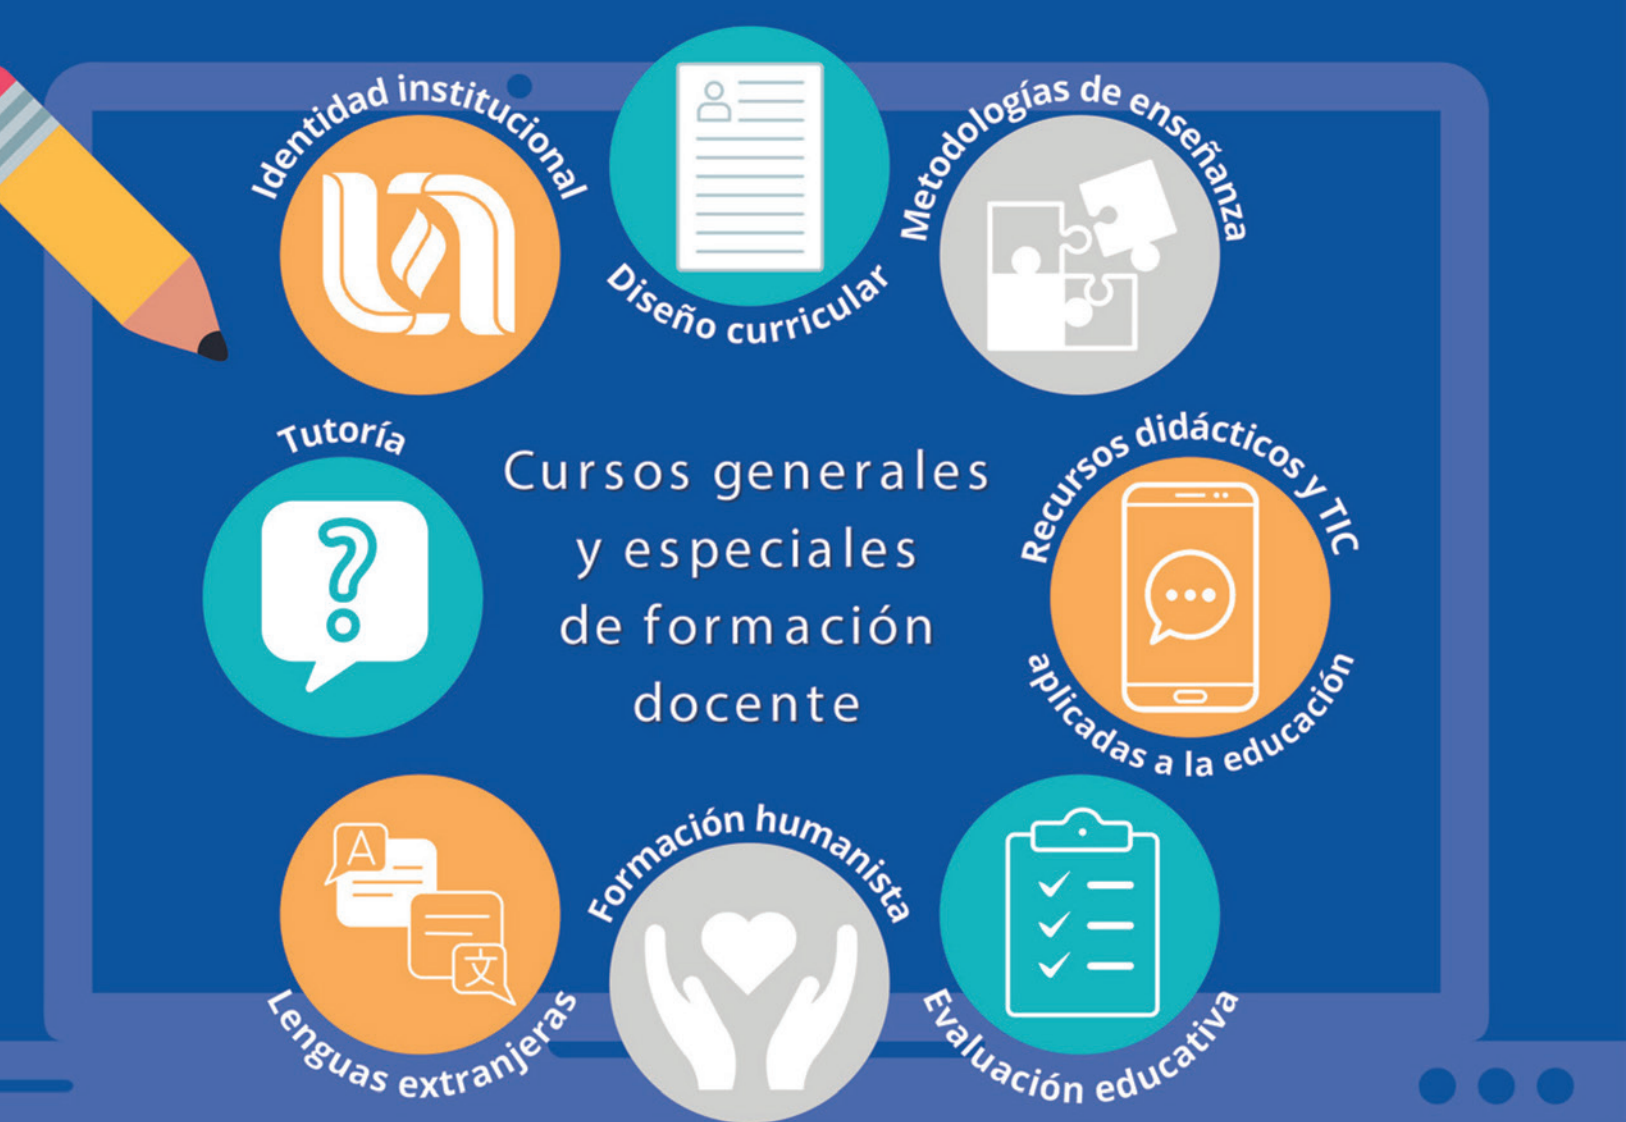 Identidad institucional
Diseño curricular
Metodologías de enseñanza
Tutoría
Cursos generales
y especiales
de formación
docente
Recursos didácticos y TIC
aplicadas a la educación
A
文
Lenguas extranjeras
Formación humanista
Evaluación educativa